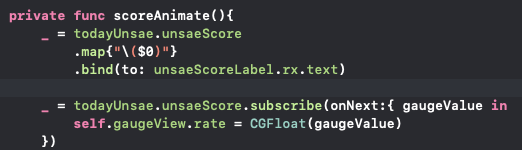 private func scoreAnimate(){
    _ = todayUnsae.unsaeScore
        .map{"\($0)"}
        .bind(to: unsaeScoreLabel.rx.text)
    _ = todayUnsae.unsaeScore.subscribe(onNext:{ gaugeValue in
        self.gaugeView.rate = CGFloat(gaugeValue)
    })